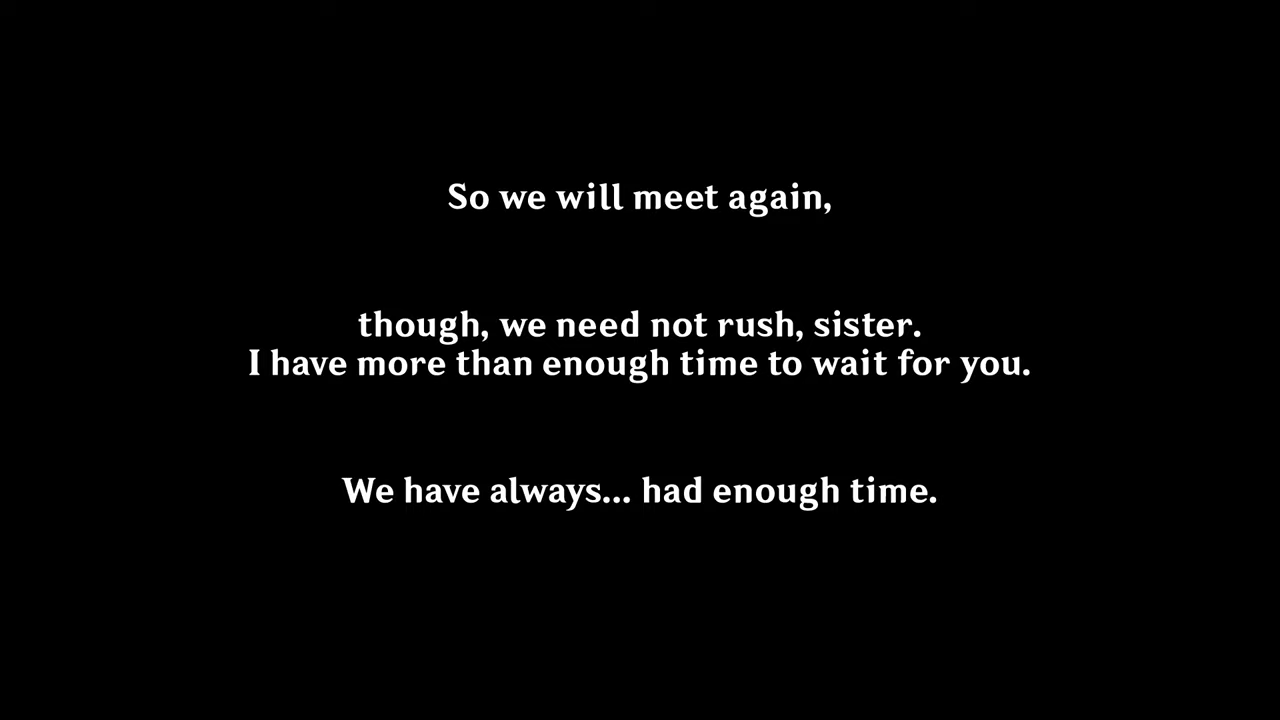 So we will meet again,
though, we need not rush, sister.
I have more than enough time to wait for you.
We have always... had enough time.